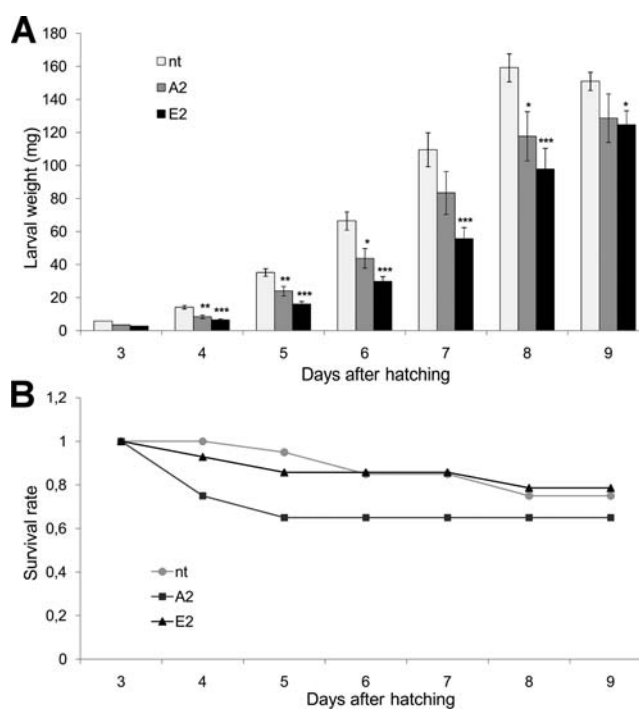 A
Larval weight (mg)
180
160
140
120
100
80
60
40
20
0
nt
A2
E2
** ***
** ***
* ***
***
* ***
*
3 4 5 6 7 8 9
Days after hatching
B
Survival rate
1,2
1
0,8
0,6
0,4
0,2
0
nt
A2
E2
3 4 5 6 7 8 9
Days after hatching